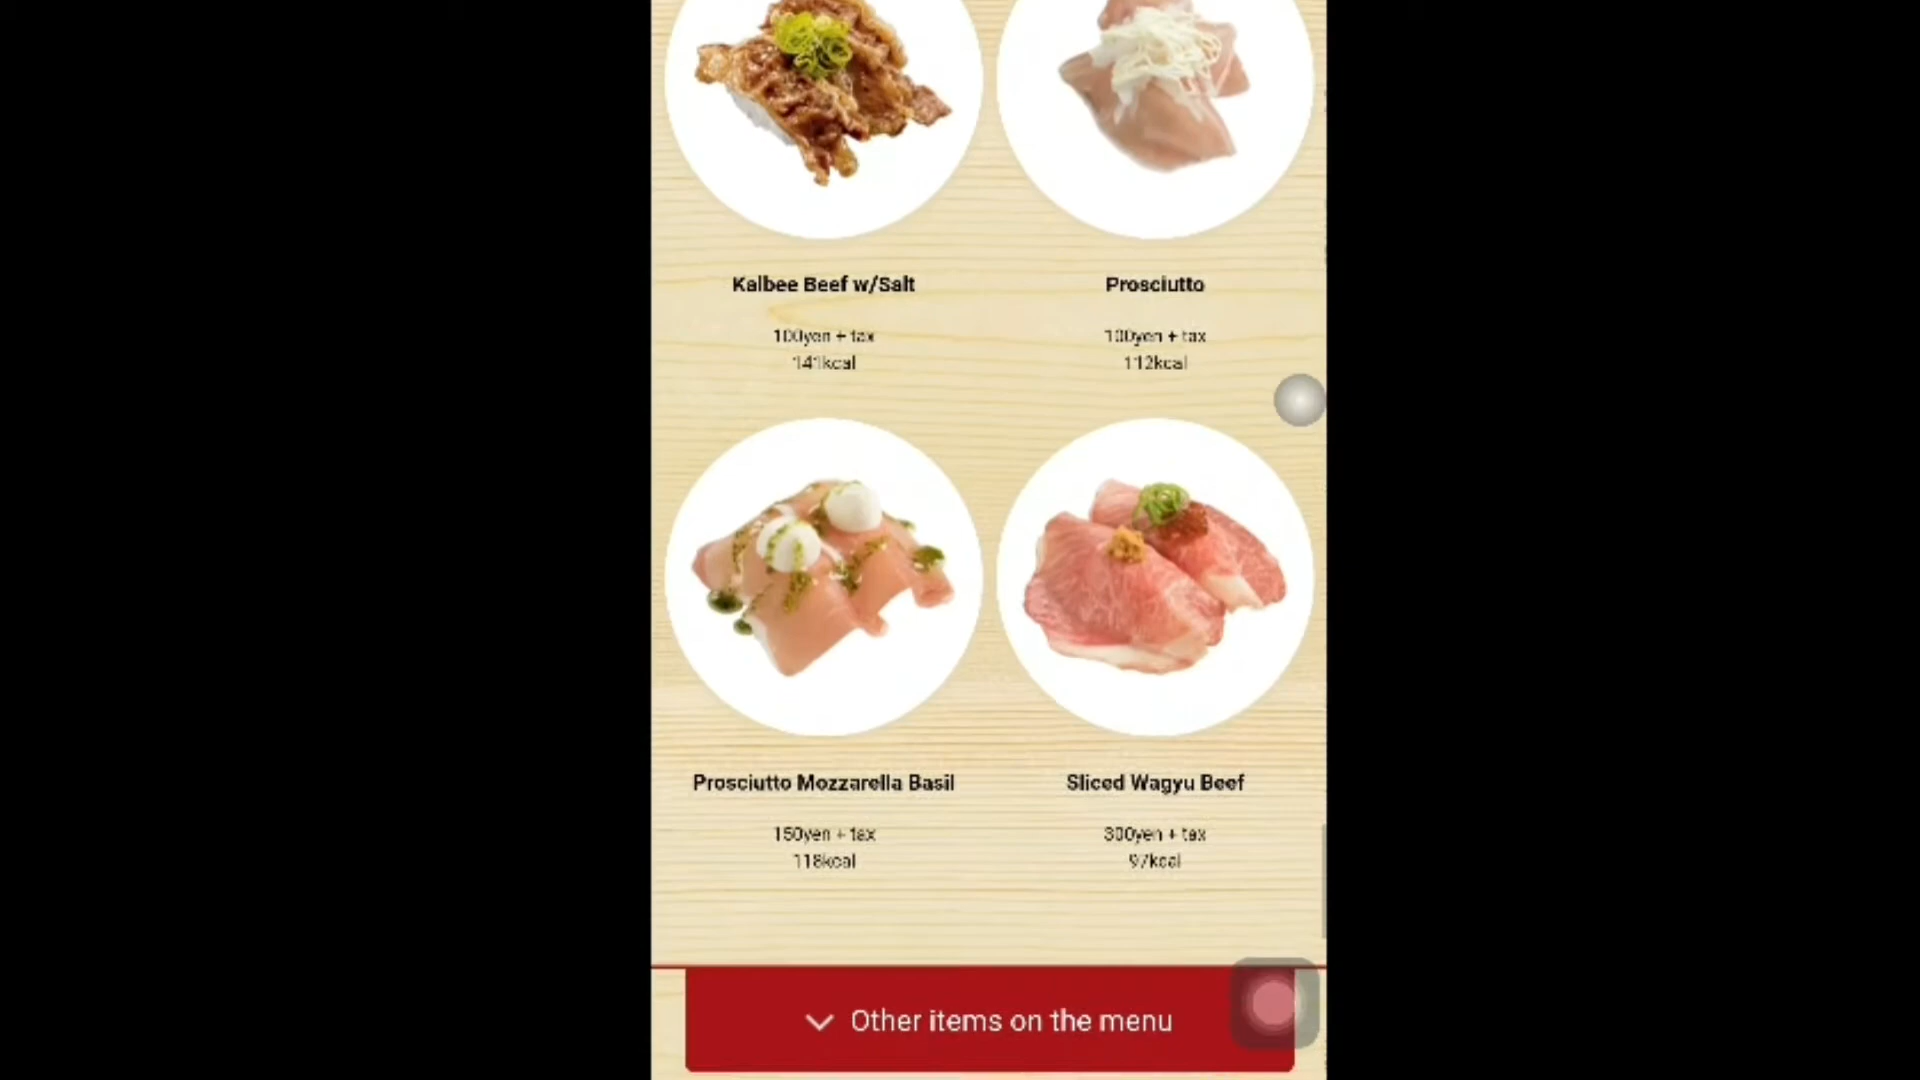 Kalbee Beef w/Salt
100yen + tax
141kcal
Prosciutto
100yen + tax
112kcal
Prosciutto Mozzarella Basil
150yen + tax
118kcal
Sliced Wagyu Beef
300yen + tax
97kcal
Other items on the menu